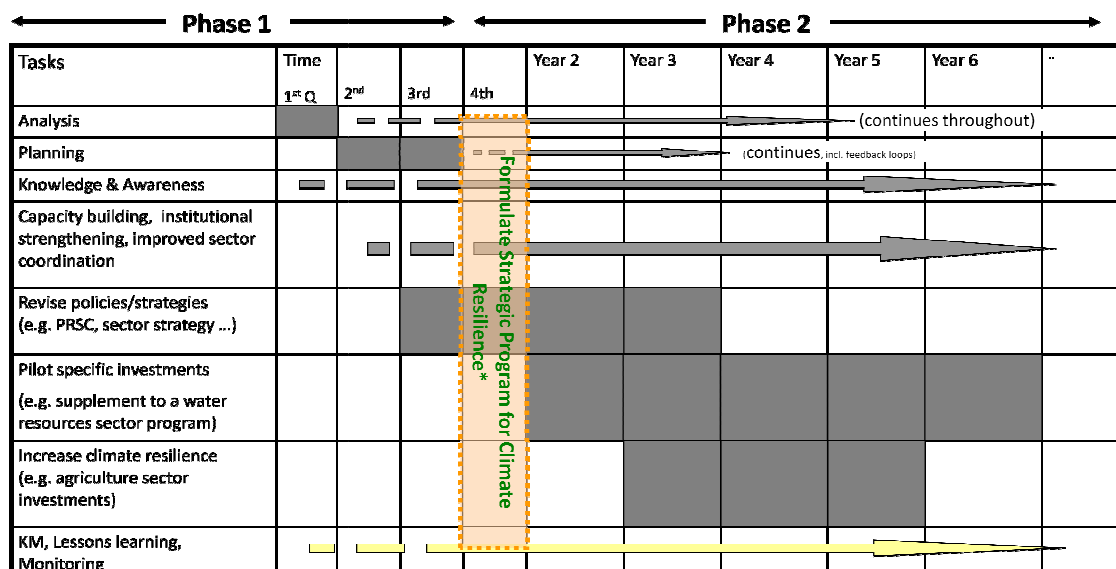 Phase 1
Phase 2
Tasks
Time
Year 2
Year 3
Year 4
Year 5
Year 6
..
1st Q
2nd
3rd
4th
Analysis
(continues throughout)
Planning
(continues, incl. feedback loops)
Knowledge & Awareness
Capacity building, institutional
strengthening, improved sector
coordination
Formulate Strategic Program for Climate
Resilience*
Revise policies/strategies
(e.g. PRSC, sector strategy ...)
Pilot specific investments
(e.g. supplement to a water
resources sector program)
Increase climate resilience
(e.g. agriculture sector
investments)
KM, Lessons learning,
Monitoring